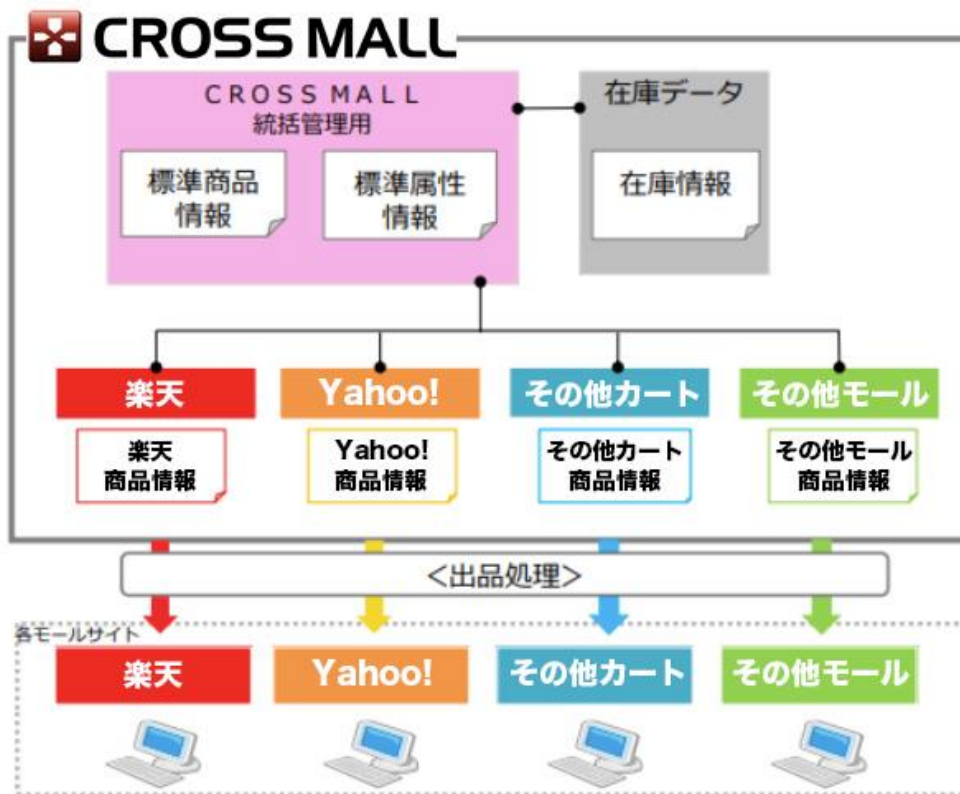 CROSS MALL
CROSS MALL
統括管理用
標準商品
情報
標準属性
情報
在庫データ
在庫情報
楽天
Yahoo!
その他カート
その他モール
楽天
商品情報
Yahoo!
商品情報
その他カート
商品情報
その他モール
商品情報
<出品処理>
各モールサイト
楽天
Yahoo!
その他カート
その他モール